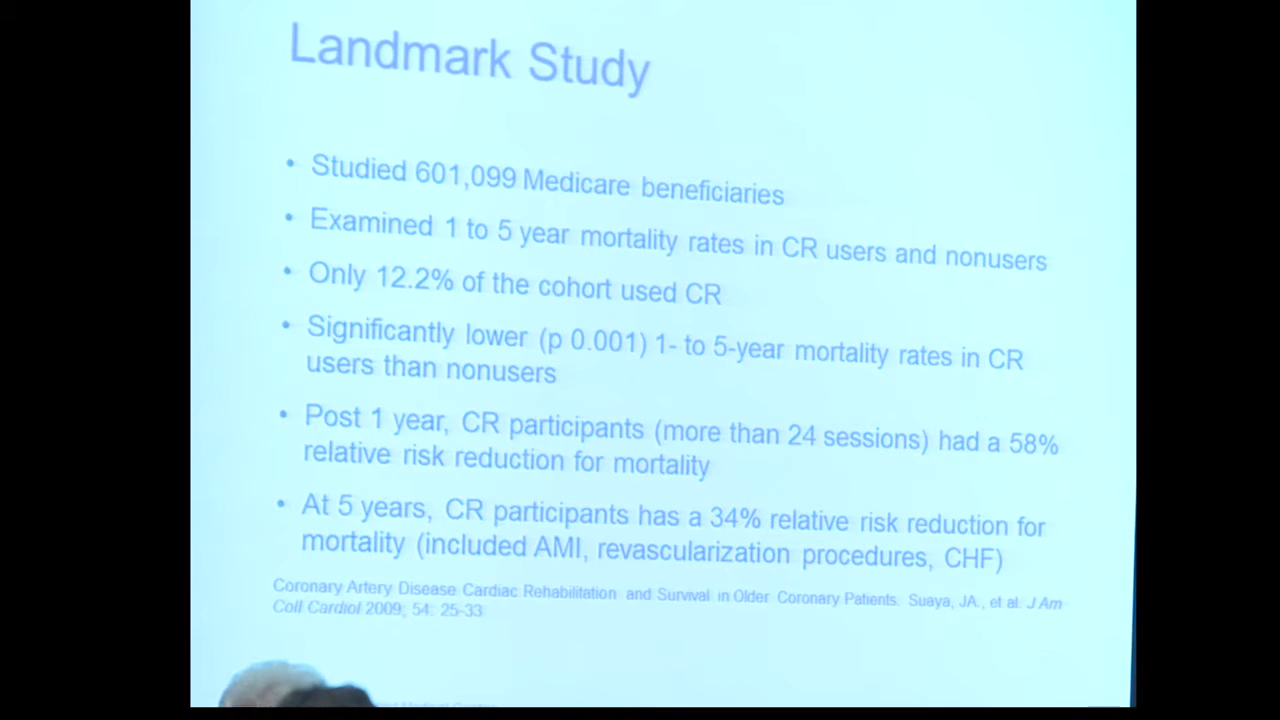 Landmark Study
• Studied 601,099 Medicare beneficiaries
• Examined 1 to 5 year mortality rates in CR users and nonusers
• Only 12.2% of the cohort used CR
• Significantly lower (p 0.001) 1- to 5-year mortality rates in CR
users than nonusers
• Post 1 year, CR participants (more than 24 sessions) had a 58%
relative risk reduction for mortality
• At 5 years, CR participants has a 34% relative risk reduction for
mortality (included AMI, revascularization procedures, CHF)
Coronary Artery Disease Cardiac Rehabilitation and Survival in Older Coronary Patients. Suaya, JA., et al. J Am
Coll Cardiol 2009; 54: 25-33